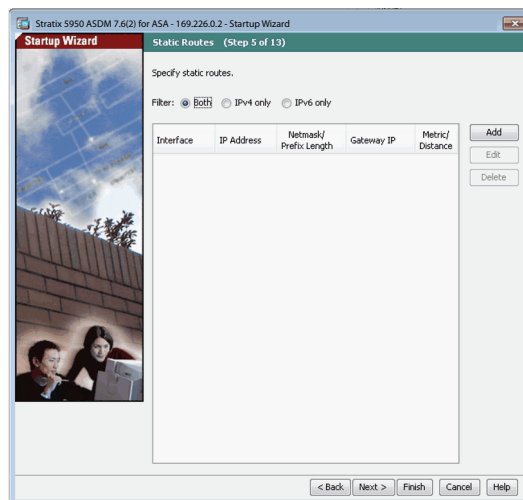 Stratix 5950 ASDM 7.6(2) for ASA - 169.226.0.2 - Startup Wizard
Startup Wizard
Static Routes (Step 5 of 13)
Specify static routes.
Filter: Both IPv4 only IPv6 only
Interface IP Address Netmask/ Prefix Length Gateway IP Metric/ Distance
Add
Edit
Delete
< Back Next > Finish Cancel Help